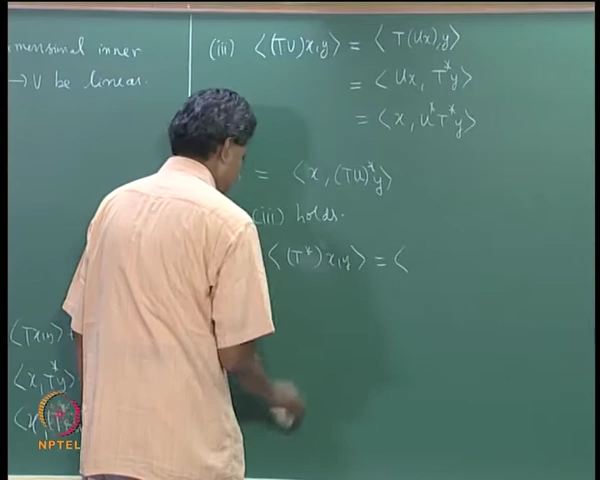 mensional inner
→ V be linear.
⟨Tx,y⟩ +
⟨x, T*y⟩
(iii) ⟨(TU)x,y⟩ = ⟨T(Ux),y⟩
= ⟨Ux, T*y⟩
= ⟨x, U*T*y⟩
= ⟨x, (TU)*y⟩
(iii) holds.
⟨(T*)x,y⟩ = ⟨
NPTEL